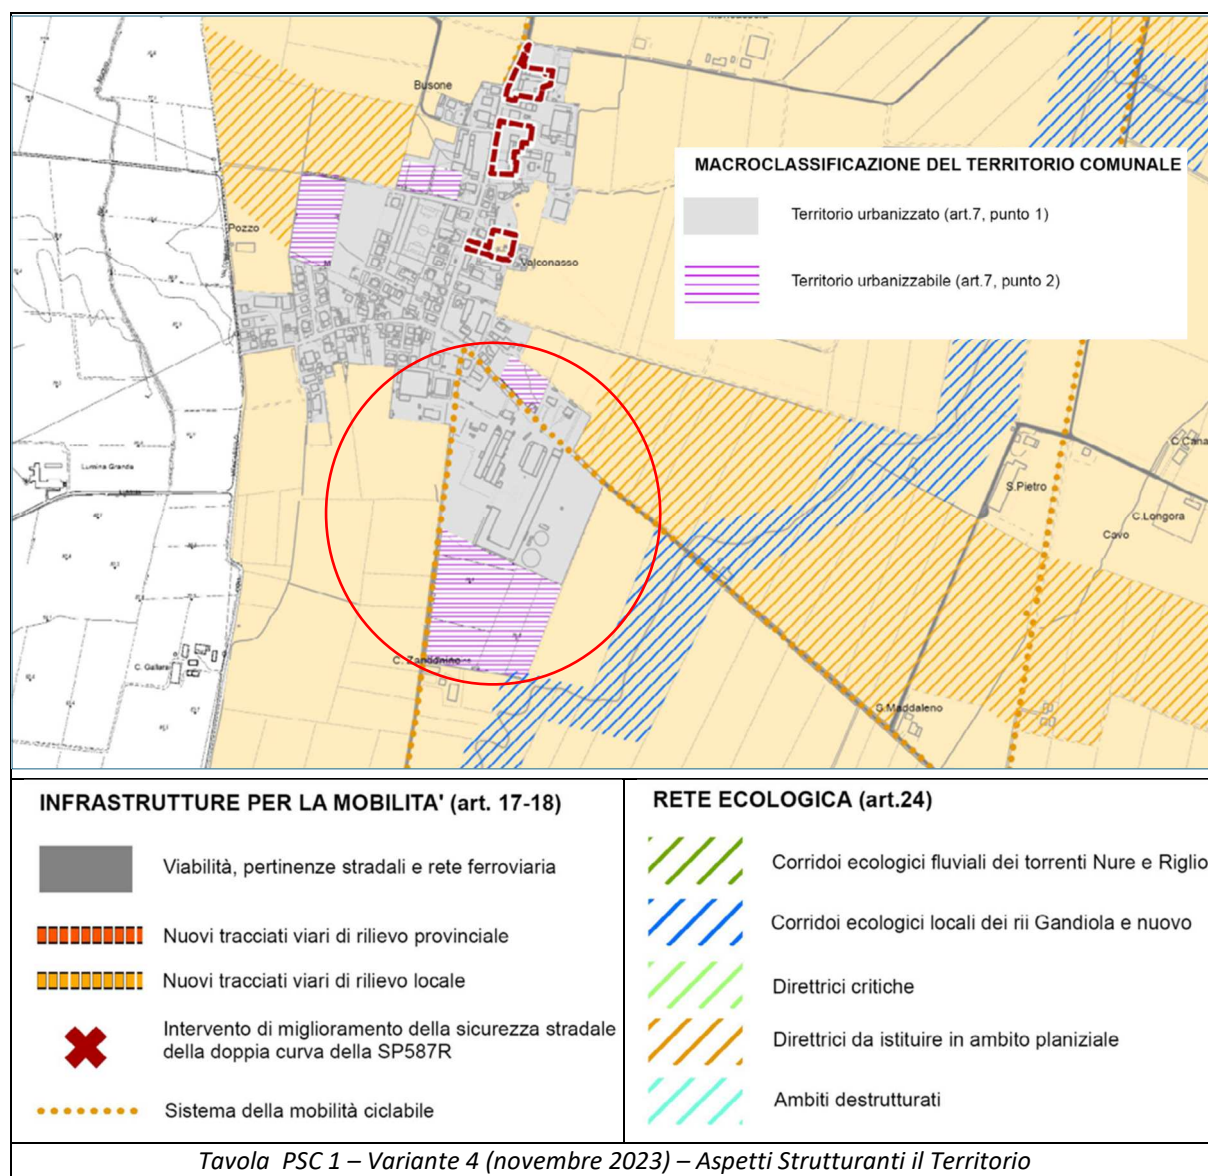 Busone
MACROCLASSIFICAZIONE DEL TERRITORIO COMUNALE
Territorio urbanizzato (art.7, punto 1)
Pozzo
Valconasso
Territorio urbanizzabile (art.7, punto 2)
Lumina Granda
S.Pietro
C.Cana
C.Longora
Cavo
C. Gallara
C. Zandonino
G.Maddaleno
INFRASTRUTTURE PER LA MOBILITA' (art. 17-18)
Viabilità, pertinenze stradali e rete ferroviaria
Nuovi tracciati viari di rilievo provinciale
Nuovi tracciati viari di rilievo locale
Intervento di miglioramento della sicurezza stradale
della doppia curva della SP587R
Sistema della mobilità ciclabile
RETE ECOLOGICA (art.24)
Corridoi ecologici fluviali dei torrenti Nure e Riglio
Corridoi ecologici locali dei rii Gandiola e nuovo
Direttrici critiche
Direttrici da istituire in ambito planiziale
Ambiti destrutturati
Tavola PSC 1 – Variante 4 (novembre 2023) – Aspetti Strutturanti il Territorio